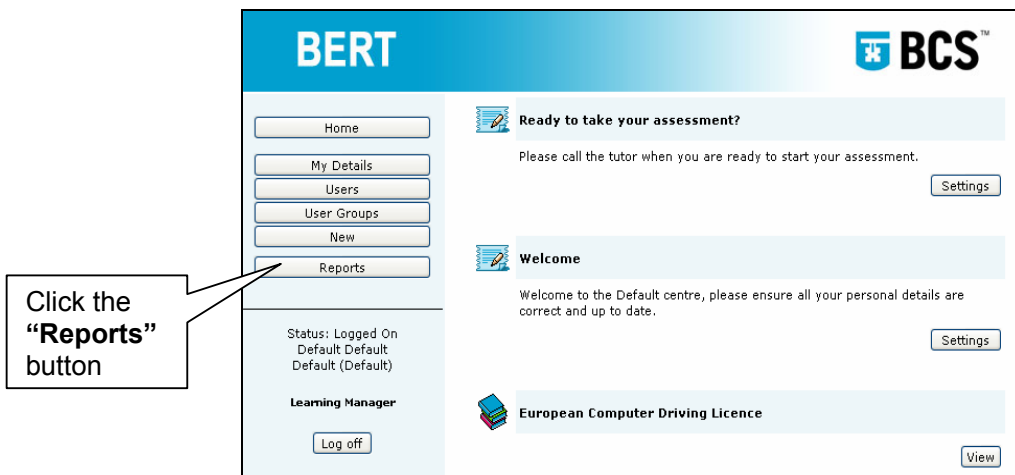 BERT
BCS™
Home
My Details
Users
User Groups
New
Reports
Click the
“Reports”
button
Status: Logged On
Default Default
Default (Default)
Learning Manager
Log off
Ready to take your assessment?
Please call the tutor when you are ready to start your assessment.
Settings
Welcome
Welcome to the Default centre, please ensure all your personal details are
correct and up to date.
Settings
European Computer Driving Licence
View